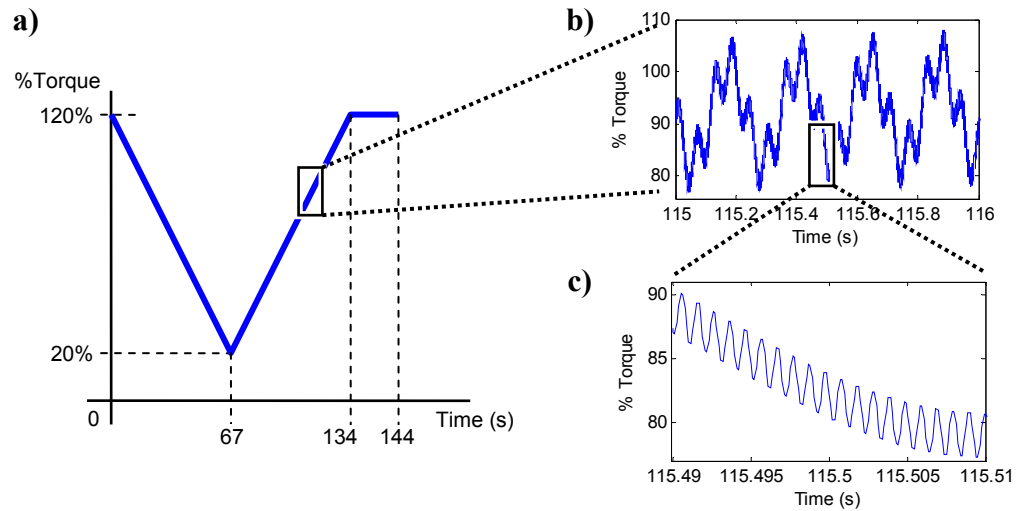 a)
%Torque
120%
20%
0
67
134
144
Time (s)
b)
110
100
90
80
% Torque
115
115.2
115.4
115.6
115.8
116
Time (s)
c)
90
85
80
% Torque
115.49
115.495
115.5
115.505
115.51
Time (s)